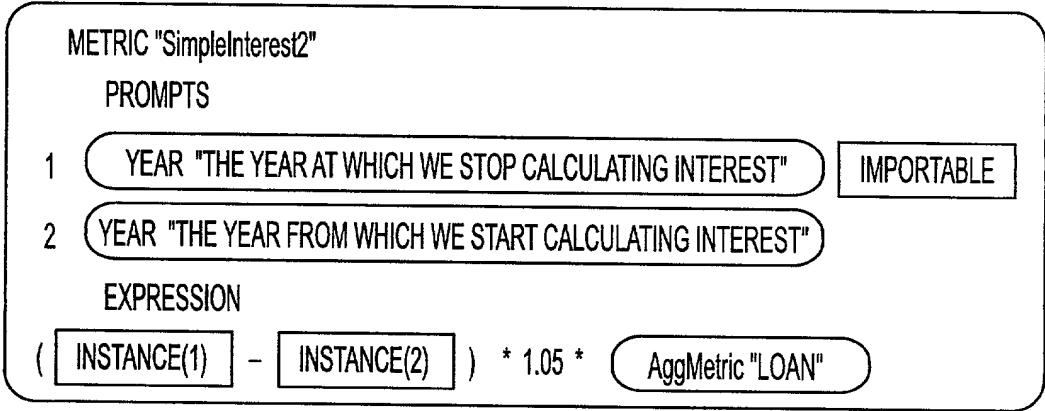 METRIC "SimpleInterest2"
PROMPTS
1 YEAR "THE YEAR AT WHICH WE STOP CALCULATING INTEREST" IMPORTABLE
2 YEAR "THE YEAR FROM WHICH WE START CALCULATING INTEREST"
EXPRESSION
( INSTANCE(1) – INSTANCE(2) ) * 1.05 * AggMetric "LOAN"